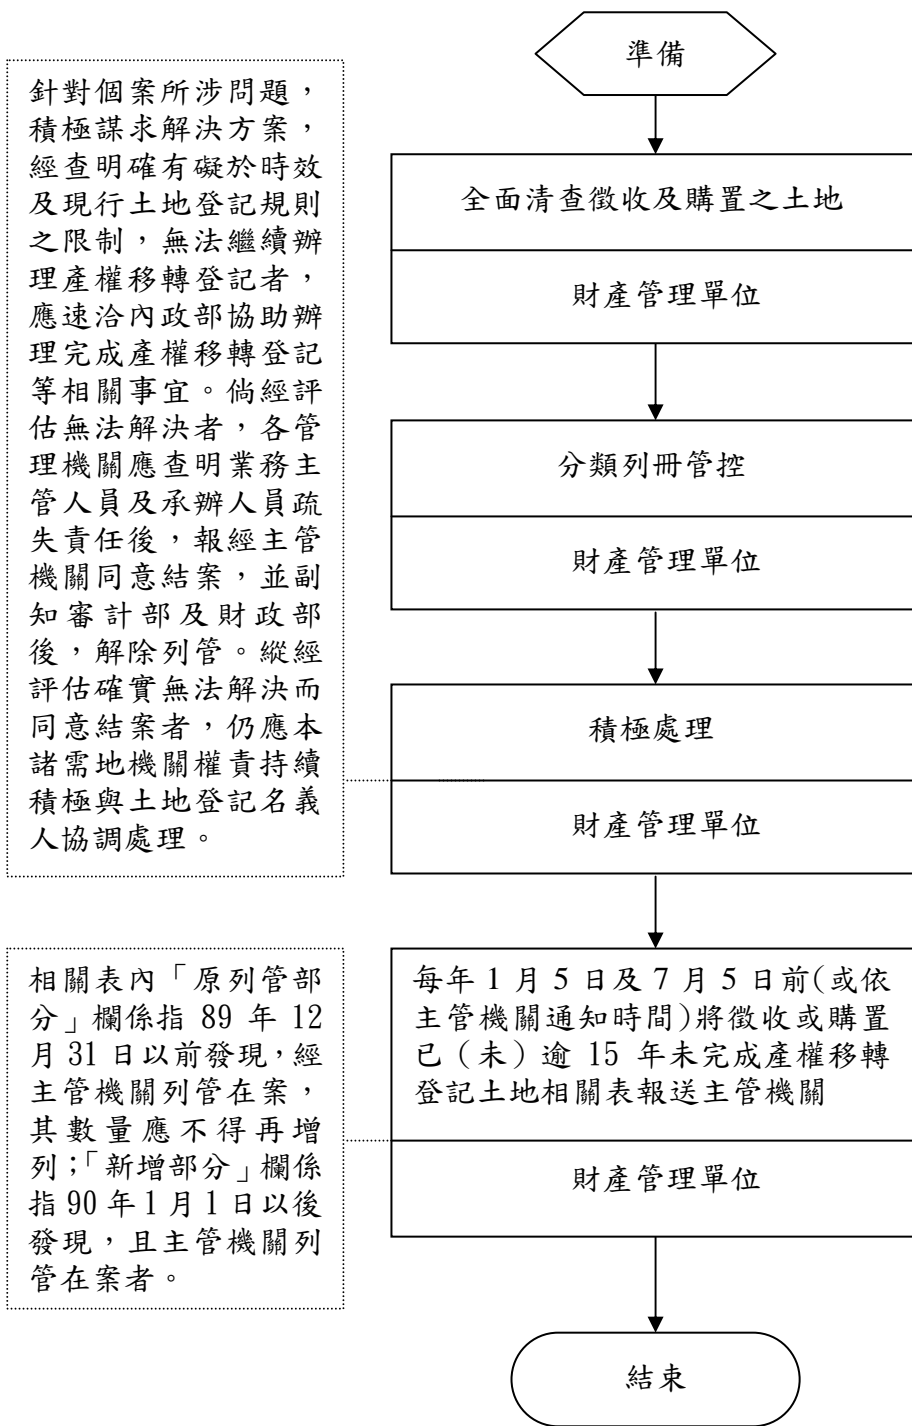 準備
全面清查徵收及購置之土地
財產管理單位
分類列冊管控
財產管理單位
針對個案所涉問題，
積極謀求解決方案，
經查明確有礙於時效
及現行土地登記規則
之限制，無法繼續辦
理產權移轉登記者，
應速洽內政部協助辦
理完成產權移轉登記
等相關事宜。倘經評
估無法解決者，各管
理機關應查明業務主
管人員及承辦人員疏
失責任後，報經主管
機關同意結案，並副
知審計部及財政部
後，解除列管。縱經
評估確實無法解決而
同意結案者，仍應本
諸需地機關權責持續
積極與土地登記名義
人協調處理。
積極處理
財產管理單位
相關表內「原列管部
分」欄係指 89 年 12
月 31 日以前發現，經
主管機關列管在案，
其數量應不得再增
列；「新增部分」欄係
指 90 年 1 月 1 日以後
發現，且主管機關列
管在案者。
每年 1 月 5 日及 7 月 5 日前(或依
主管機關通知時間)將徵收或購置
已（未）逾 15 年未完成產權移轉
登記土地相關表報送主管機關
財產管理單位
結束